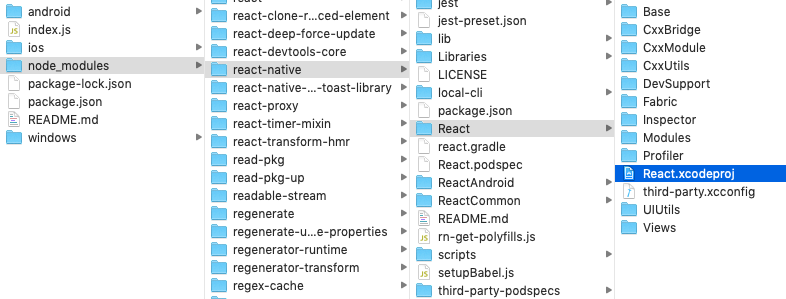 android
index.js
ios
node_modules
package-lock.json
package.json
README.md
windows
react-clone-r...ced-element
react-deep-force-update
react-devtools-core
react-native
react-native-...-toast-library
react-proxy
react-timer-mixin
react-transform-hmr
read-pkg
read-pkg-up
readable-stream
regenerate
regenerate-u...e-properties
regenerator-runtime
regenerator-transform
regex-cache
jest
jest-preset.json
lib
Libraries
LICENSE
local-cli
package.json
React
react.gradle
React.podspec
ReactAndroid
ReactCommon
README.md
rn-get-polyfills.js
scripts
setupBabel.js
third-party-podspecs
Base
CxxBridge
CxxModule
CxxUtils
DevSupport
Fabric
Inspector
Modules
Profiler
React.xcodeproj
third-party.xcconfig
UIUtils
Views